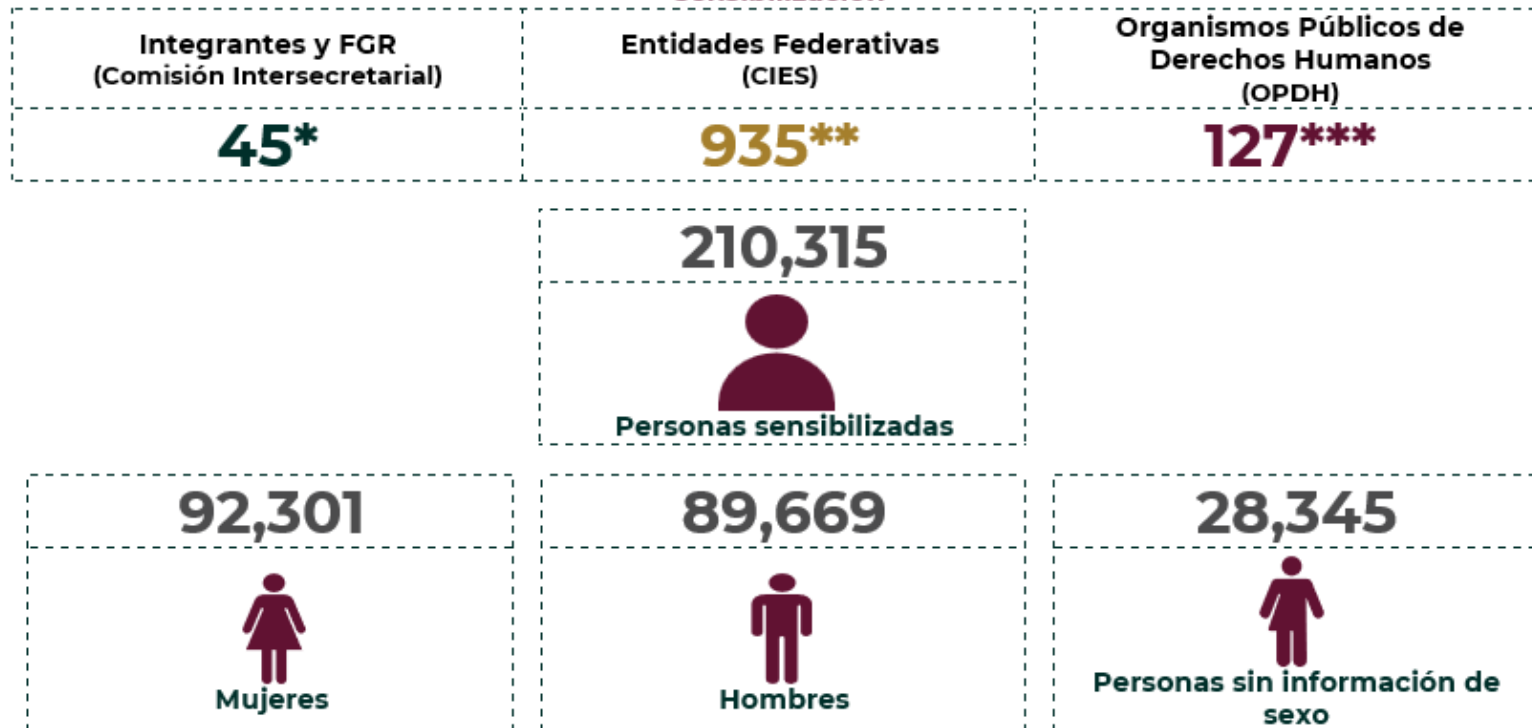 Integrantes y FGR
(Comisión Intersecretarial)
Entidades Federativas
(CIES)
Organismos Públicos de
Derechos Humanos
(OPDH)
45*
935**
127***
210,315
Personas sensibilizadas
92,301
89,669
28,345
Mujeres
Hombres
Personas sin información de
sexo